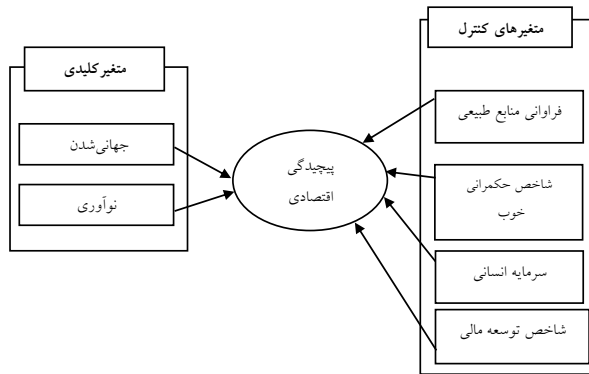 متغیرهای کنترل
فراوانی منابع طبیعی
شاخص حکمرانی
خوب
سرمایه انسانی
شاخص توسعه مالی
پیچیدگی
اقتصادی
متغیرکلیدی
جهانی‌شدن
نوآوری